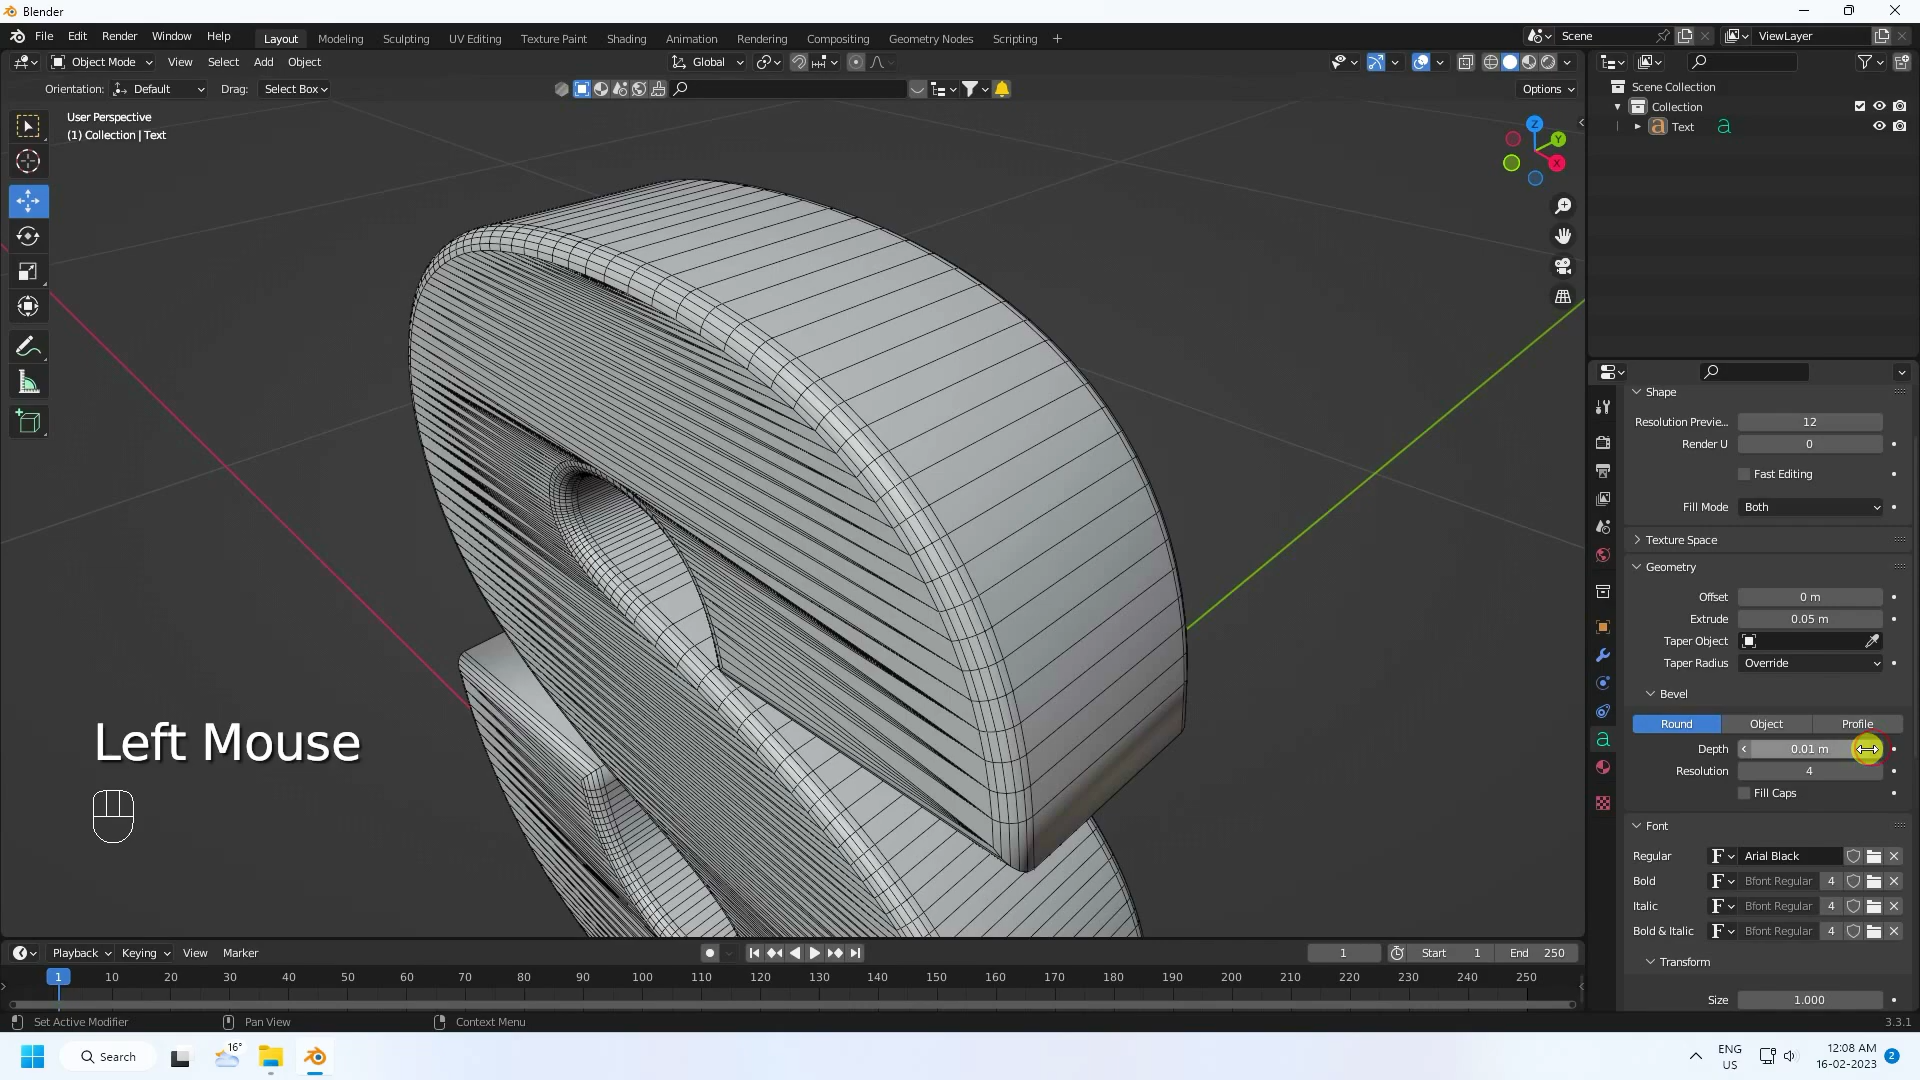 Blender
File Edit Render Window Help Layout Modeling Sculpting UV Editing Texture Paint Shading Animation Rendering Compositing Geometry Nodes Scripting + Scene ViewLayer
Object Mode View Select Add Object Global
Orientation: Default Drag: Select Box Options
User Perspective
(1) Collection | Text
Z
Y
X
Scene Collection
Collection
Text
Shape
Resolution Previe... 12
Render U 0
Fast Editing
Fill Mode Both
Texture Space
Geometry
Offset 0 m
Extrude 0.05 m
Taper Object
Taper Radius Override
Bevel
Round Object Profile
Depth 0.01 m
Resolution 4
Fill Caps
Font
Regular Arial Black
Bold Bfont Regular 4
Italic Bfont Regular 4
Bold & Italic Bfont Regular 4
Transform
Size 1.000
Left Mouse
Playback Keying View Marker 1 Start 1 End 250
1 10 20 30 40 50 60 70 80 90 100 110 120 130 140 150 160 170 180 190 200 210 220 230 240 250
Set Active Modifier Pan View Context Menu 3.3.1
Search 16° ENG US 12:08 AM 16-02-2023 2